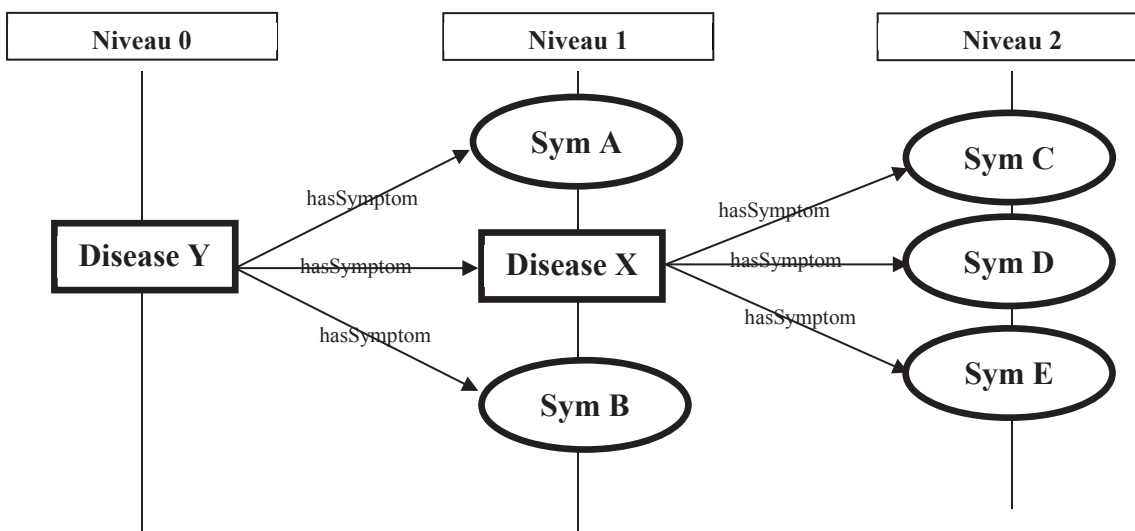 Niveau 0
Niveau 1
Niveau 2
Sym A
Sym C
hasSymptom
hasSymptom
Disease Y
hasSymptom
Disease X
hasSymptom
Sym D
hasSymptom
hasSymptom
Sym B
Sym E